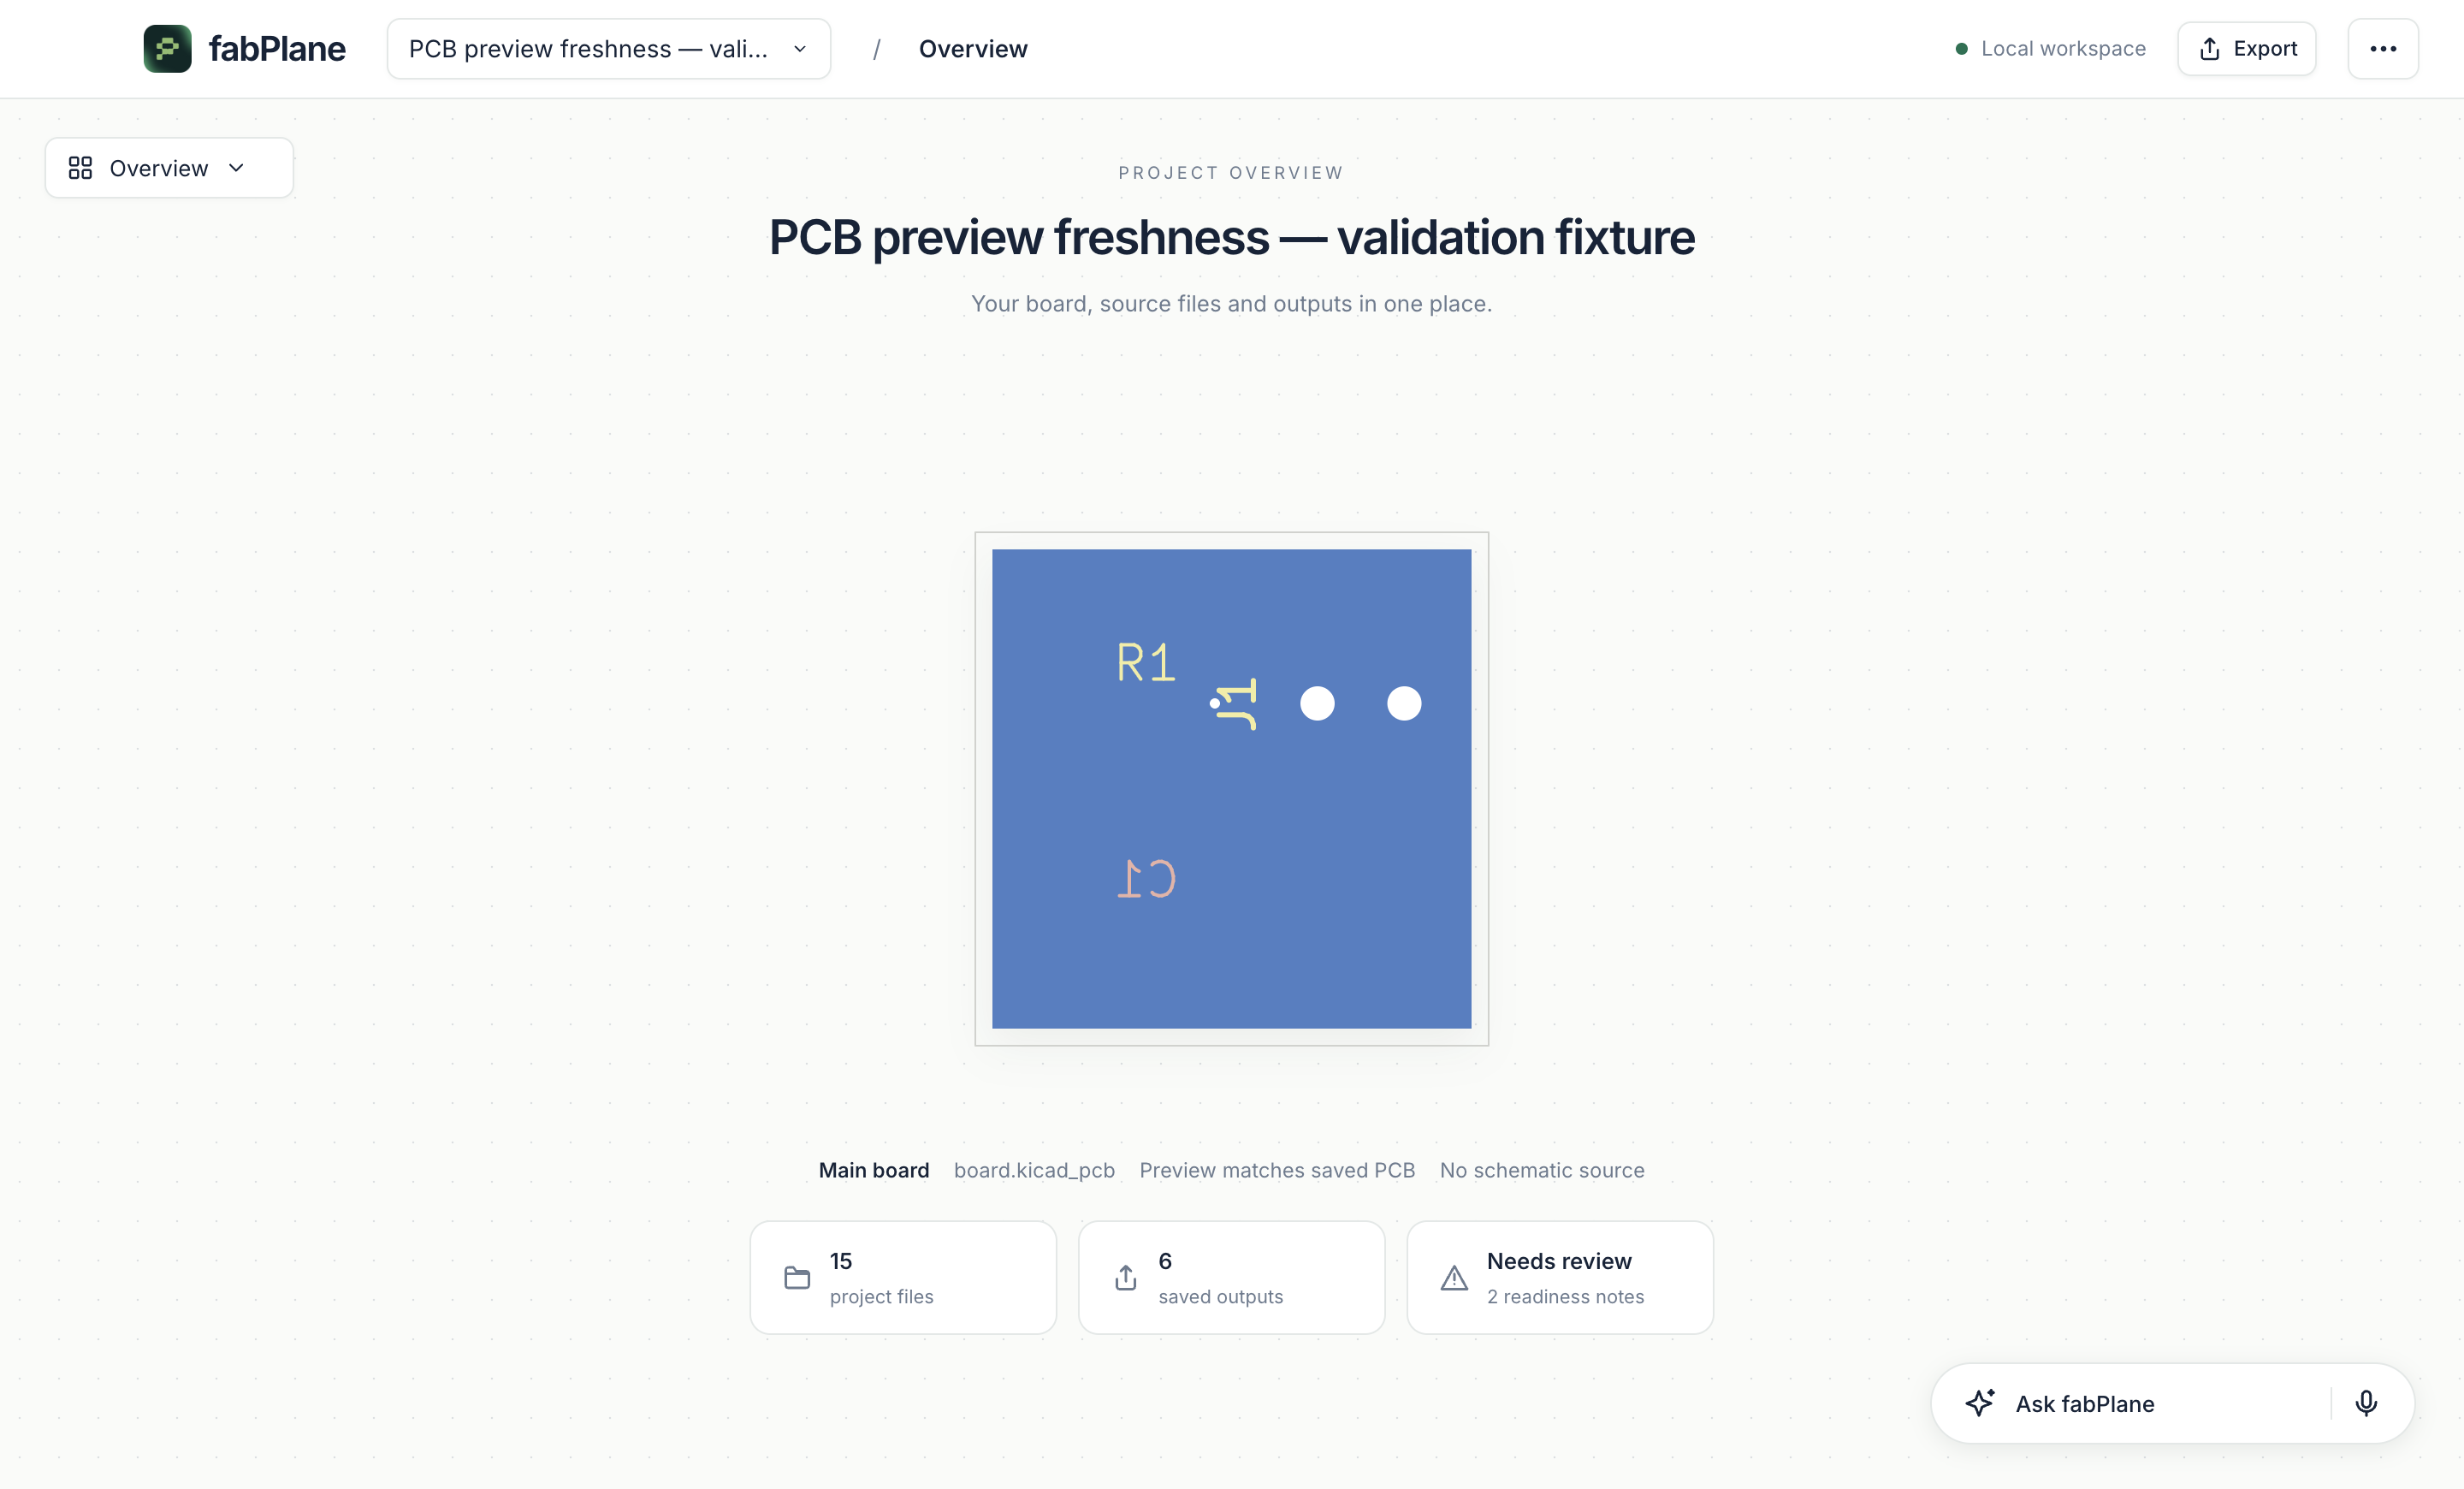 fabPlane
PCB preview freshness — vali...
/
Overview
Local workspace
Export
Overview
PROJECT OVERVIEW
PCB preview freshness — validation fixture
Your board, source files and outputs in one place.
R1
J1
C1
Main board board.kicad_pcb Preview matches saved PCB No schematic source
15
project files
6
saved outputs
Needs review
2 readiness notes
Ask fabPlane